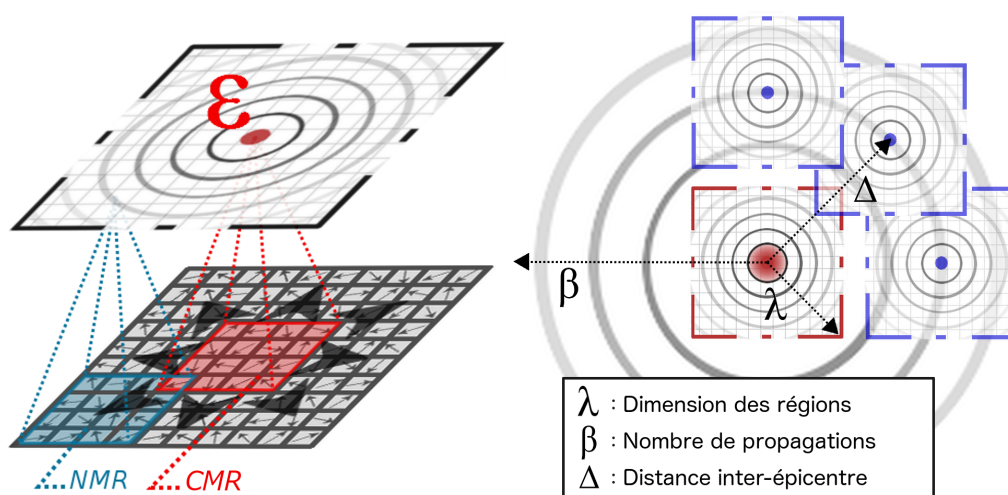 ε
NMR
CMR
Δ
β
λ
λ : Dimension des régions
β : Nombre de propagations
Δ : Distance inter-épicentre